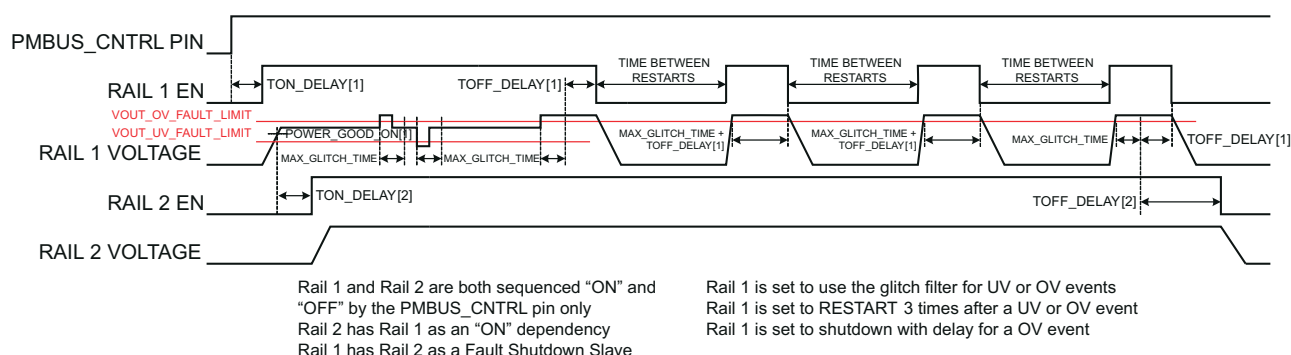 PMBUS_CNTRL PIN
TIME BETWEEN RESTARTS
TIME BETWEEN RESTARTS
TIME BETWEEN RESTARTS
RAIL 1 EN
TON_DELAY[1]
TOFF_DELAY[1]
VOUT_OV_FAULT_LIMIT
VOUT_UV_FAULT_LIMIT
POWER_GOOD_ON[1]
RAIL 1 VOLTAGE
MAX_GLITCH_TIME
MAX_GLITCH_TIME
MAX_GLITCH_TIME +
TOFF_DELAY[1]
MAX_GLITCH_TIME +
TOFF_DELAY[1]
MAX_GLITCH_TIME
TOFF_DELAY[1]
RAIL 2 EN
TON_DELAY[2]
TOFF_DELAY[2]
RAIL 2 VOLTAGE
Rail 1 and Rail 2 are both sequenced “ON” and
“OFF” by the PMBUS_CNTRL pin only
Rail 2 has Rail 1 as an “ON” dependency
Rail 1 has Rail 2 as a Fault Shutdown Slave
Rail 1 is set to use the glitch filter for UV or OV events
Rail 1 is set to RESTART 3 times after a UV or OV event
Rail 1 is set to shutdown with delay for a OV event